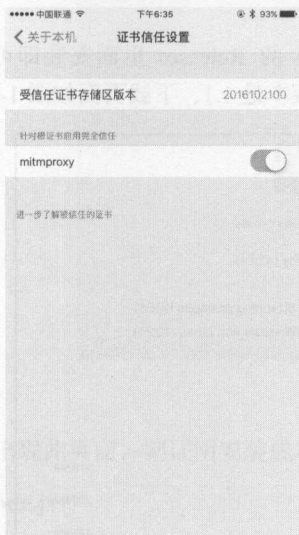 中国联通 下午6:35 93%
关于本机 证书信任设置
受信任证书存储区版本 2016102100
针对根证书启用完全信任
mitmproxy
进一步了解被信任的证书